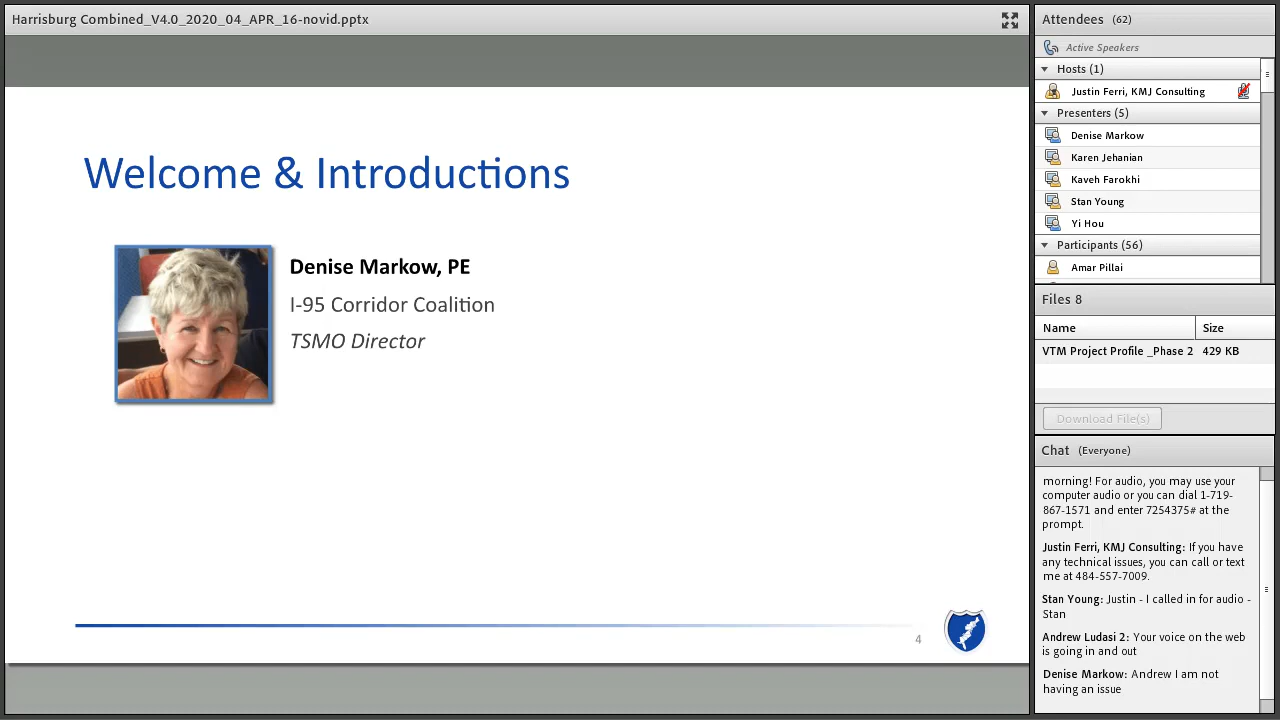 Harrisburg Combined_V4.0_2020_04_APR_16-novid.pptx
Welcome & Introductions
Denise Markow, PE
I-95 Corridor Coalition
TSMO Director
4
Attendees (62)
Active Speakers
Hosts (1)
Justin Ferri, KMJ Consulting
Presenters (5)
Denise Markow
Karen Jehanian
Kaveh Farokhi
Stan Young
Yi Hou
Participants (56)
Amar Pillai
Files 8
Name Size
VTM Project Profile _Phase 2 429 KB
Download File(s)
Chat (Everyone)
morning! For audio, you may use your
computer audio or you can dial 1-719-
867-1571 and enter 7254375# at the
prompt.
Justin Ferri, KMJ Consulting: If you have
any technical issues, you can call or text
me at 484-557-7009.
Stan Young: Justin - I called in for audio -
Stan
Andrew Ludasi 2: Your voice on the web
is going in and out
Denise Markow: Andrew I am not
having an issue